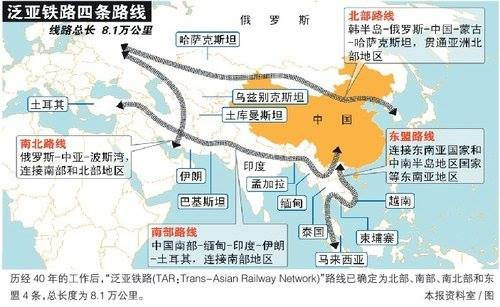 泛亚铁路四条路线
线路总长 8.1万公里
俄罗斯
哈萨克斯坦
北部路线
韩半岛-俄罗斯-中国-蒙古
-哈萨克斯坦，贯通亚洲北
部地区
土耳其
乌兹别克斯坦
土库曼斯坦
中国
南北路线
俄罗斯-中亚-波斯湾，
连接南部和北部地区
东盟路线
连接东南亚国家和
中南半岛地区国家
等东南亚地区
伊朗
巴基斯坦
印度
孟加拉
缅甸
越南
南部路线
中国南部-缅甸-印度-伊朗
-土耳其，连接南部地区
泰国
柬埔寨
马来西亚
历经 40 年的工作后，“泛亚铁路(TAR:Trans-Asian Railway Network)”路线已确定为北部、南部、南北部和东
盟 4 条，总长度为 8.1 万公里。
本报资料室/图